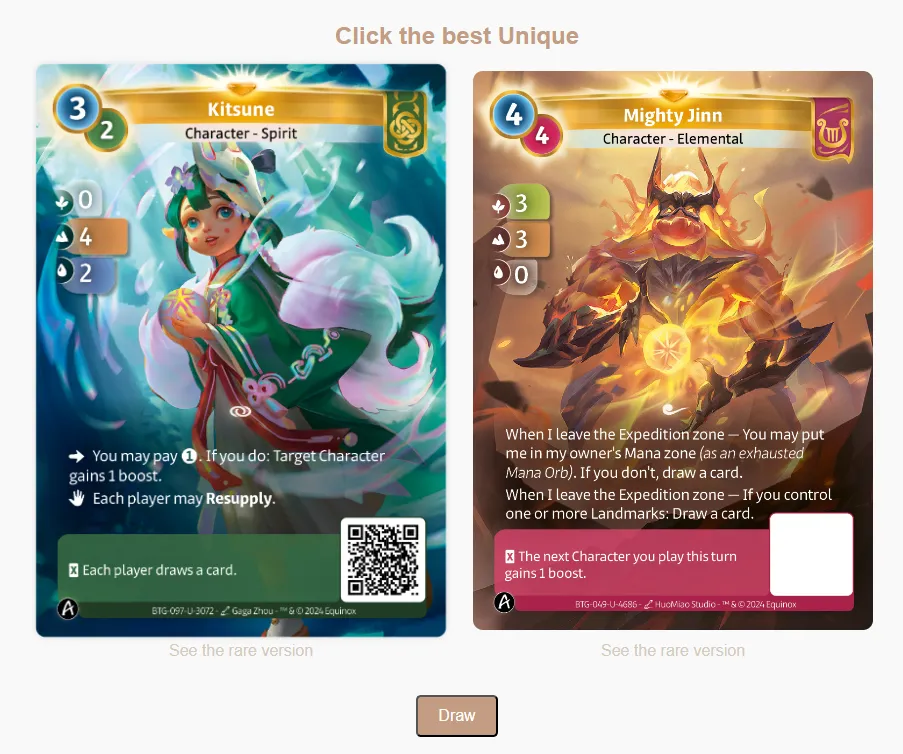 Click the best Unique
3
2
Kitsune
Character - Spirit
0
4
2
You may pay 1. If you do: Target Character
gains 1 boost.
Each player may Resupply.
X Each player draws a card.
A
BTG-097-U-3072 - Gaga Zhou - ™ & © 2024 Equinox
See the rare version
4
4
Mighty Jinn
Character - Elemental
3
3
0
When I leave the Expedition zone — You may put
me in my owner's Mana zone (as an exhausted
Mana Orb). If you don't, draw a card.
When I leave the Expedition zone — If you control
one or more Landmarks: Draw a card.
X The next Character you play this turn
gains 1 boost.
A
BTG-049-U-4686 - HuoMiao Studio - ™ & © 2024 Equinox
See the rare version
Draw